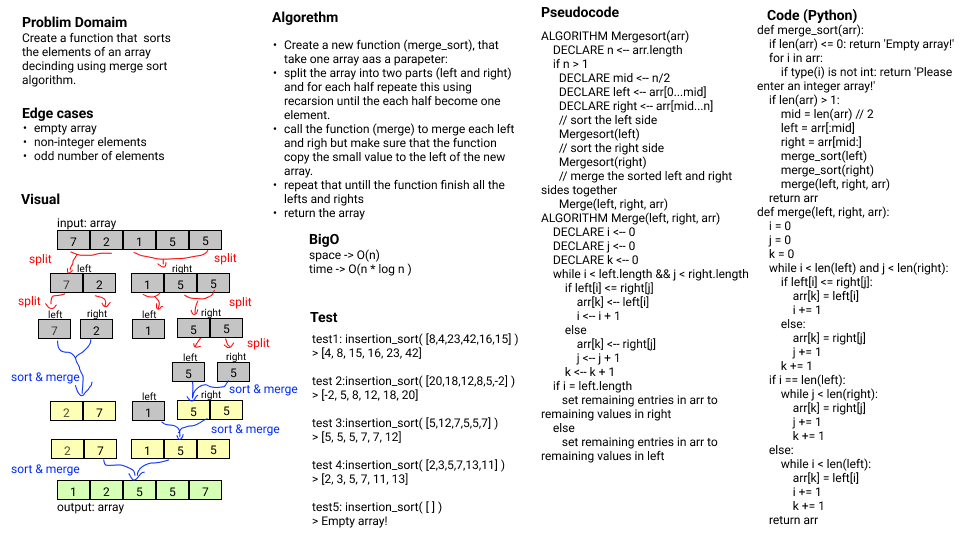 Problim Domaim
Create a function that  sorts
the elements of an array
decinding using merge sort
algorithm.
Edge cases
• empty array
• non-integer elements
• odd number of elements
Visual
input: array
7 2 1 5 5
split
left
right
7 2
1 5 5
split
split
left
right
left
right
7
2
1
5 5
split
left
right
5
5
sort & merge
sort & merge
left
right
2 7
1
5 5
sort & merge
2 7
1 5 5
sort & merge
1 2 5 5 7
output: array
Algorethm
• Create a new function (merge_sort), that
take one array aas a parapeter:
• split the array into two parts (left and right)
and for each half repeate this using
recarsion until the each half become one
element.
• call the function (merge) to merge each left
and righ but make sure that the function
copy the small value to the left of the new
array.
• repeat that untill the function finish all the
lefts and rights
• return the array
BigO
space -> O(n)
time -> O(n * log n )
Test
test1: insertion_sort( [8,4,23,42,16,15] )
> [4, 8, 15, 16, 23, 42]
test 2:insertion_sort( [20,18,12,8,5,-2] )
> [-2, 5, 8, 12, 18, 20]
test 3:insertion_sort( [5,12,7,5,5,7] )
> [5, 5, 5, 7, 7, 12]
test 4:insertion_sort( [2,3,5,7,13,11] )
> [2, 3, 5, 7, 11, 13]
test5: insertion_sort( [ ] )
> Empty array!
Pseudocode
ALGORITHM Mergesort(arr)
DECLARE n <-- arr.length
if n > 1
DECLARE mid <-- n/2
DECLARE left <-- arr[0...mid]
DECLARE right <-- arr[mid...n]
// sort the left side
Mergesort(left)
// sort the right side
Mergesort(right)
// merge the sorted left and right
sides together
Merge(left, right, arr)
ALGORITHM Merge(left, right, arr)
DECLARE i <-- 0
DECLARE j <-- 0
DECLARE k <-- 0
while i < left.length && j < right.length
if left[i] <= right[j]
arr[k] <-- left[i]
i <-- i + 1
else
arr[k] <-- right[j]
j <-- j + 1
k <-- k + 1
if i = left.length
set remaining entries in arr to
remaining values in right
else
set remaining entries in arr to
remaining values in left
Code (Python)
def merge_sort(arr):
if len(arr) <= 0: return 'Empty array!'
for i in arr:
if type(i) is not int: return 'Please
enter an integer array!'
if len(arr) > 1:
mid = len(arr) // 2
left = arr[:mid]
right = arr[mid:]
merge_sort(left)
merge_sort(right)
merge(left, right, arr)
return arr
def merge(left, right, arr):
i = 0
j = 0
k = 0
while i < len(left) and j < len(right):
if left[i] <= right[j]:
arr[k] = left[i]
i += 1
else:
arr[k] = right[j]
j += 1
k += 1
if i == len(left):
while j < len(right):
arr[k] = right[j]
j += 1
k += 1
else:
while i < len(left):
arr[k] = left[i]
i += 1
k += 1
return arr